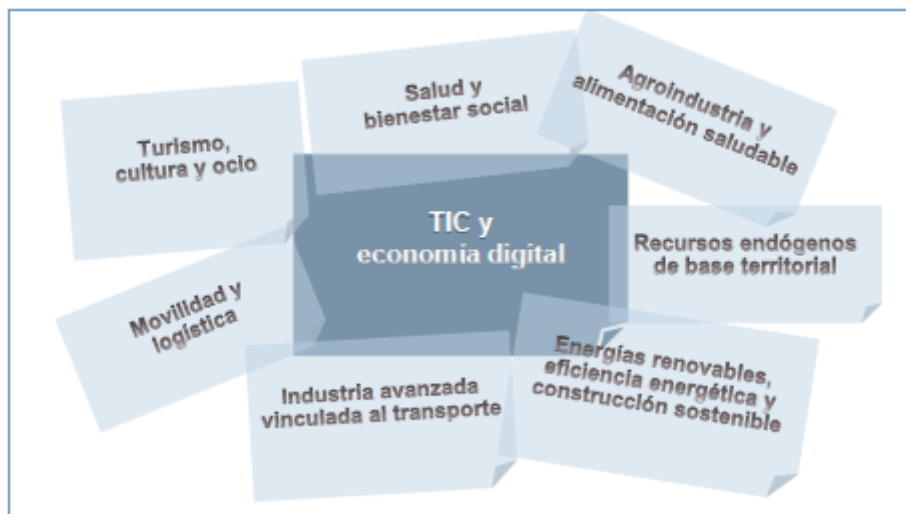 Salud y
bienestar social
Agroindustria y
alimentación saludable
Turismo,
cultura y ocio
TIC y
economía digital
Recursos endógenos
de base territorial
Movilidad y
logística
Industria avanzada
vinculada al transporte
Energías renovables,
eficiencia energética y
construcción sostenible